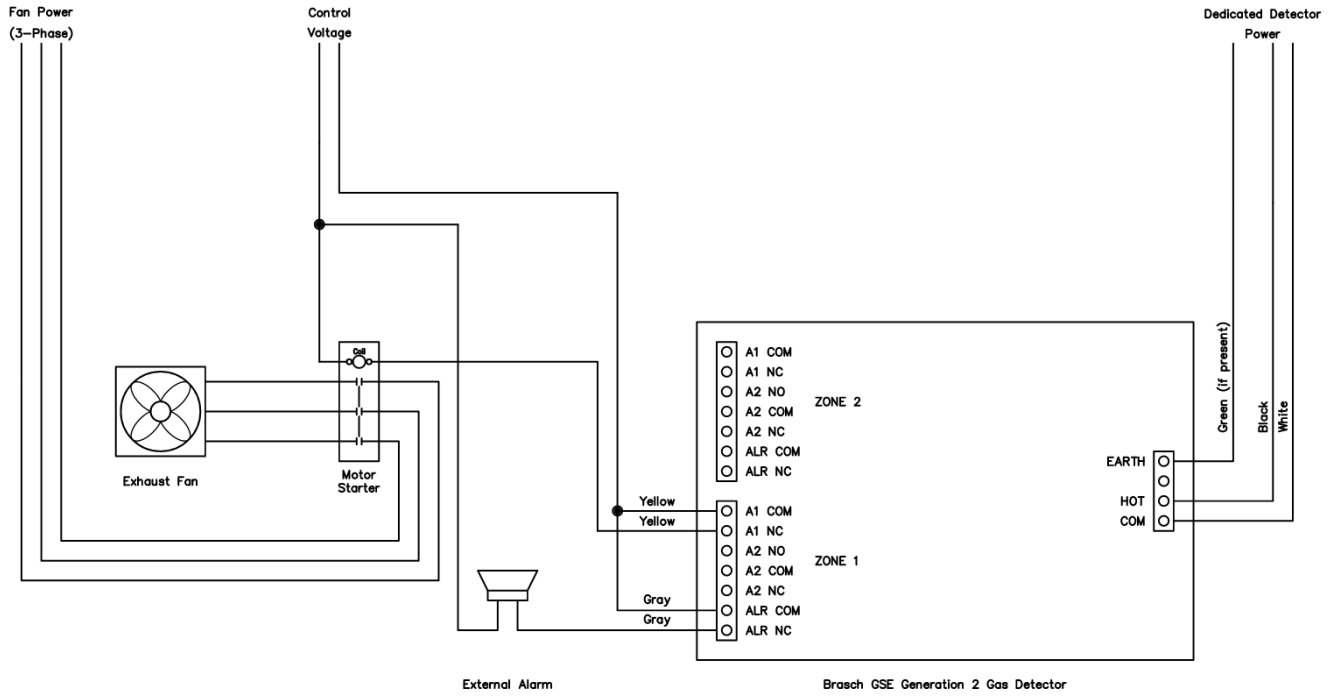 Fan Power
(3-Phase)
Control
Voltage
Dedicated Detector
Power
Coil
Exhaust Fan
Motor
Starter
Yellow
Yellow
Gray
Gray
A1 COM
A1 NC
A2 NO
A2 COM
A2 NC
ALR COM
ALR NC
ZONE 2
A1 COM
A1 NC
A2 NO
A2 COM
A2 NC
ALR COM
ALR NC
ZONE 1
Green (if present)
Black
White
EARTH
HOT
COM
External Alarm
Brasch GSE Generation 2 Gas Detector